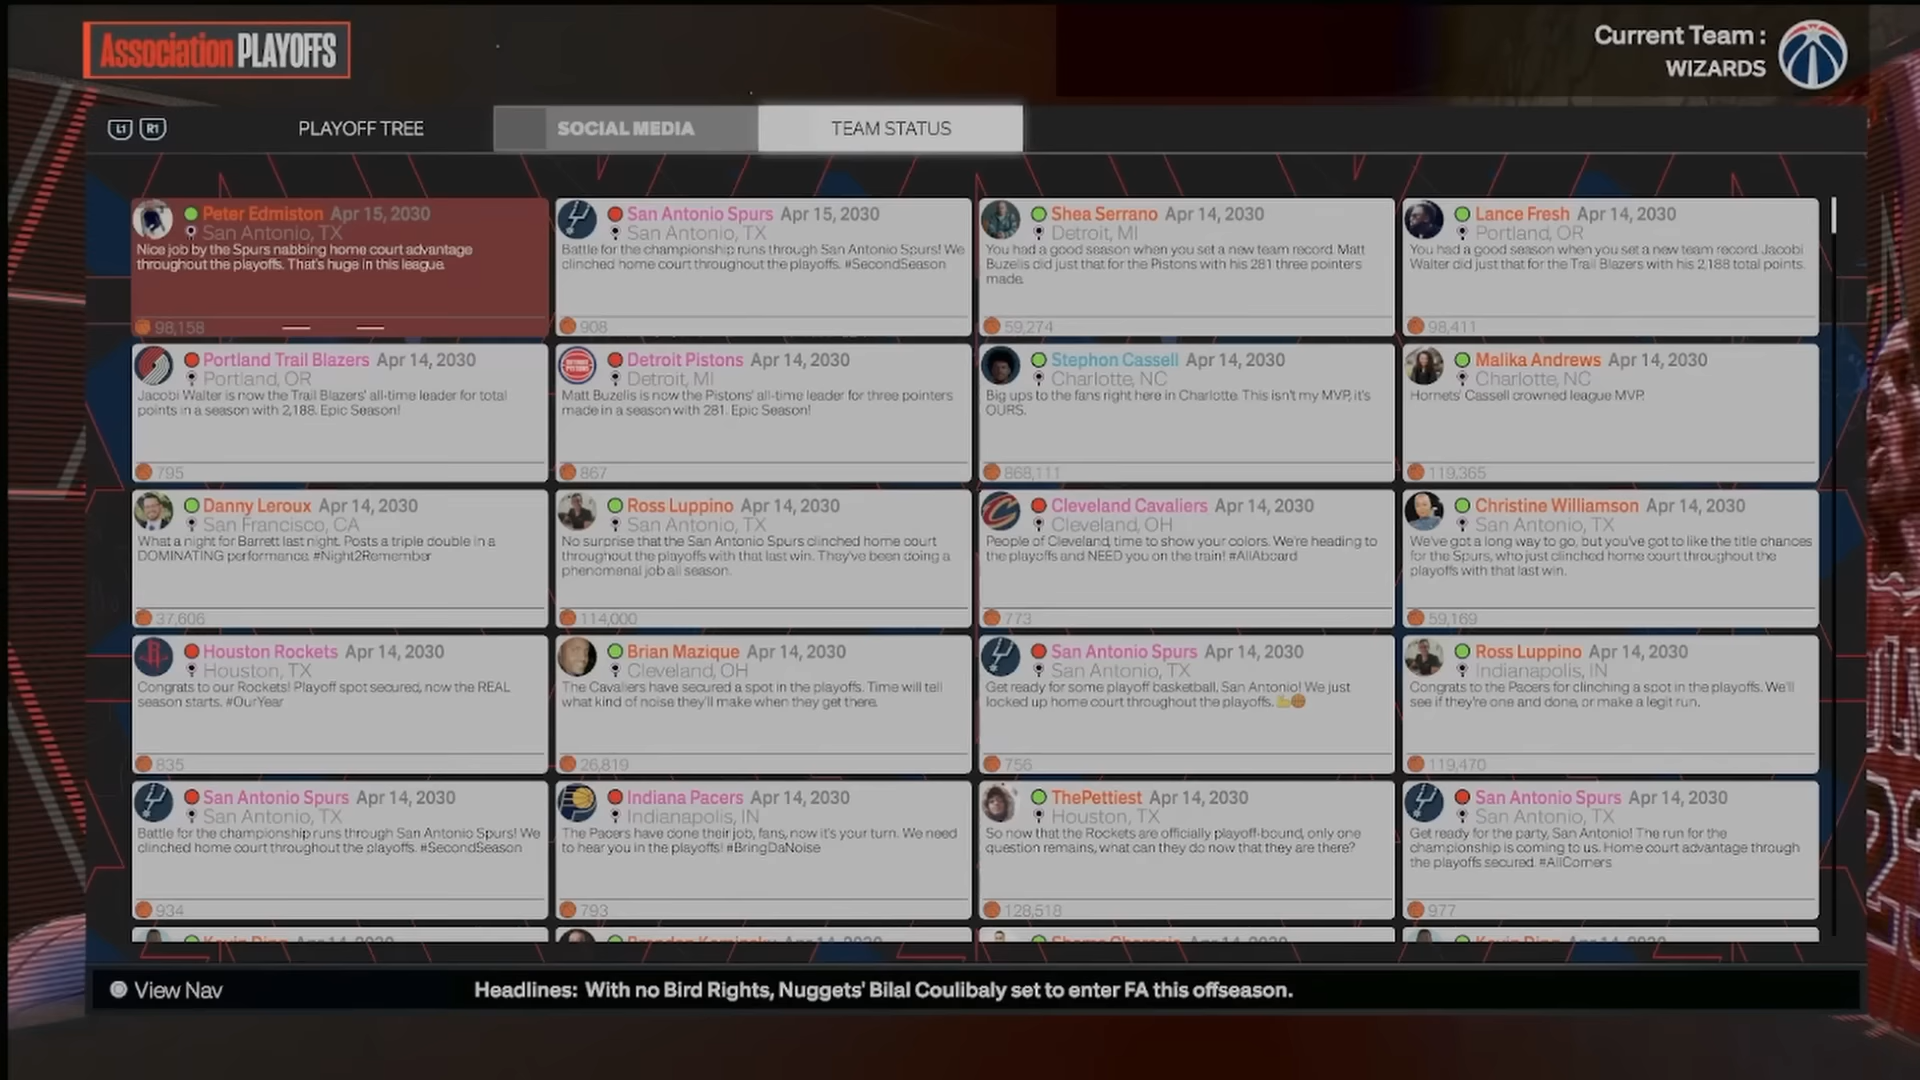 Association PLAYOFFS
Current Team :
WIZARDS
L1 R1 PLAYOFF TREE SOCIAL MEDIA TEAM STATUS
Peter Edmiston Apr 15, 2030
San Antonio, TX
Nice job by the Spurs nabbing home court advantage
throughout the playoffs. That's huge in this league.
98,158
San Antonio Spurs Apr 15, 2030
San Antonio, TX
Battle for the championship runs through San Antonio Spurs! We
clinched home court throughout the playoffs. #SecondSeason
908
Shea Serrano Apr 14, 2030
Detroit, MI
You had a good season when you set a new team record. Matt
Buzelis did just that for the Pistons with his 281 three pointers
made.
59,274
Lance Fresh Apr 14, 2030
Portland, OR
You had a good season when you set a new team record. Jacobi
Walter did just that for the Trail Blazers with his 2,188 total points.
98,411
Portland Trail Blazers Apr 14, 2030
Portland, OR
Jacobi Walter is now the Trail Blazers' all-time leader for total
points in a season with 2,188. Epic Season!
795
Detroit Pistons Apr 14, 2030
Detroit, MI
Matt Buzelis is now the Pistons' all-time leader for three pointers
made in a season with 281. Epic Season!
867
Stephon Cassell Apr 14, 2030
Charlotte, NC
Big ups to the fans right here in Charlotte. This isn't my MVP, it's
OURS.
868,111
Malika Andrews Apr 14, 2030
Charlotte, NC
Hornets' Cassell crowned league MVP.
119,365
Danny Leroux Apr 14, 2030
San Francisco, CA
What a night for Barrett last night. Posts a triple double in a
DOMINATING performance. #Night2Remember
37,606
Ross Luppino Apr 14, 2030
San Antonio, TX
No surprise that the San Antonio Spurs clinched home court
throughout the playoffs with that last win. They've been doing a
phenomenal job all season.
114,000
Cleveland Cavaliers Apr 14, 2030
Cleveland, OH
People of Cleveland, time to show your colors. We're heading to
the playoffs and NEED you on the train! #AllAboard
773
Christine Williamson Apr 14, 2030
San Antonio, TX
We've got a long way to go, but you've got to like the title chances
for the Spurs, who just clinched home court throughout the
playoffs with that last win.
59,169
Houston Rockets Apr 14, 2030
Houston, TX
Congrats to our Rockets! Playoff spot secured, now the REAL
season starts. #OurYear
835
Brian Mazique Apr 14, 2030
Cleveland, OH
The Cavaliers have secured a spot in the playoffs. Time will tell
what kind of noise they'll make when they get there.
26,819
San Antonio Spurs Apr 14, 2030
San Antonio, TX
Get ready for some playoff basketball, San Antonio! We just
locked up home court throughout the playoffs.
756
Ross Luppino Apr 14, 2030
Indianapolis, IN
Congrats to the Pacers for clinching a spot in the playoffs. We'll
see if they're one and done, or make a legit run.
119,470
San Antonio Spurs Apr 14, 2030
San Antonio, TX
Battle for the championship runs through San Antonio Spurs! We
clinched home court throughout the playoffs. #SecondSeason
934
Indiana Pacers Apr 14, 2030
Indianapolis, IN
The Pacers have done their job, fans, now it's your turn. We need
to hear you in the playoffs! #BringDaNoise
793
ThePettiest Apr 14, 2030
Houston, TX
So now that the Rockets are officially playoff-bound, only one
question remains, what can they do now that they are there?
128,518
San Antonio Spurs Apr 14, 2030
San Antonio, TX
Get ready for the party, San Antonio! The run for the
championship is coming to us. Home court advantage through
the playoffs secured. #AllComers
977
View Nav
Headlines: With no Bird Rights, Nuggets' Bilal Coulibaly set to enter FA this offseason.